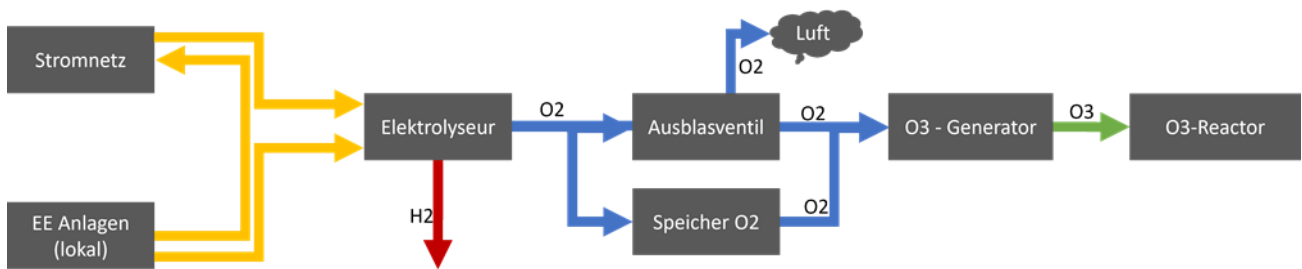 Stromnetz
EE Anlagen
(lokal)
Elektrolyseur
H2
O2
Luft
O2
Ausblasventil
O2
Speicher O2
O2
O3 - Generator
O3
O3-Reactor